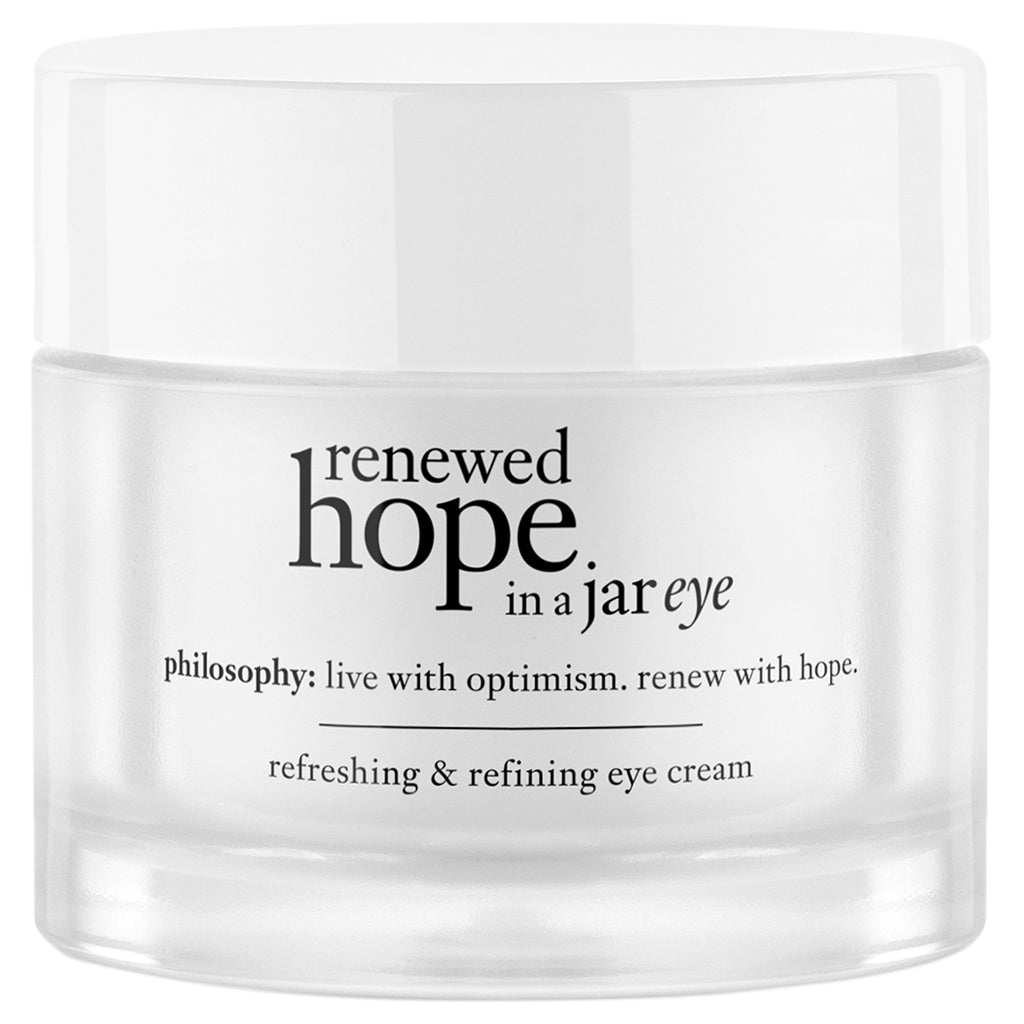 renewed
hope
in a jar eye
philosophy: live with optimism. renew with hope.
refreshing & refining eye cream